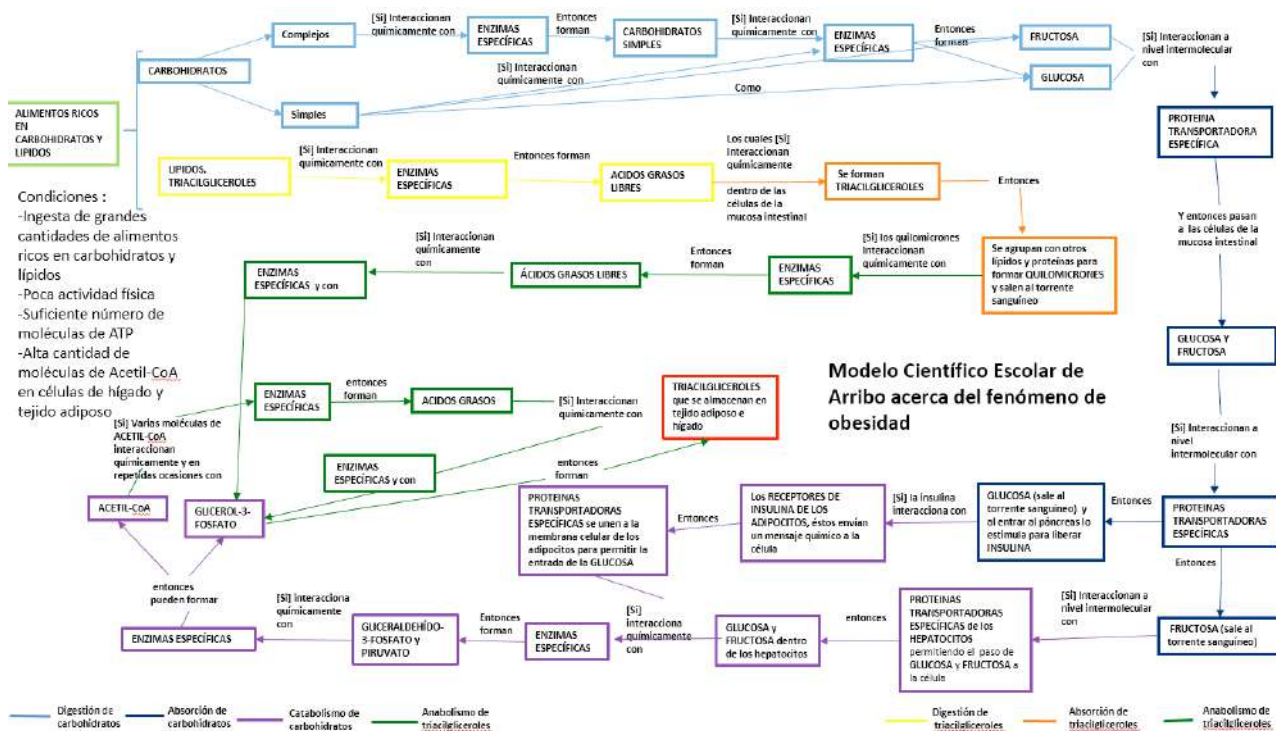 [Si] Interaccionan
químicamente con
Entonces
forman
[Si] Interaccionan
químicamente con
Complejos
ENZIMAS
ESPECÍFICAS
CARBOHIDRATOS
SIMPLES
ENZIMAS
ESPECÍFICAS
Entonces
forman
FRUCTOSA
[Si] Interaccionan a
nivel intermolecular
con
CARBOHIDRATOS
[Si] Interaccionan
químicamente con
GLUCOSA
Como
Simples
ALIMENTOS RICOS
EN
CARBOHIDRATOS Y
LIPIDOS
PROTEINA
TRANSPORTADORA
ESPECÍFICA
[Si] Interaccionan
químicamente con
Entonces forman
Los cuales [Si]
Interaccionan
químicamente
dentro de las
células de la
mucosa intestinal
LIPIDOS,
TRIACILGLICEROLES
ENZIMAS
ESPECÍFICAS
ACIDOS GRASOS
LIBRES
Se forman
TRIACILGLICEROLES
Entonces
Y entonces pasan
a las células de la
mucosa intestinal
Condiciones :
-Ingesta de grandes
cantidades de alimentos
ricos en carbohidratos y
lípidos
-Poca actividad física
-Suficiente número de
moléculas de ATP
-Alta cantidad de
moléculas de Acetil-CoA
en células de hígado y
tejido adiposo
Se agrupan con otros
lípidos y proteínas para
formar QUILOMICRONES
y salen al torrente
sanguíneo
[Si] los quilomicrones
Interaccionan
químicamente con
ENZIMAS
ESPECÍFICAS
Entonces
forman
ÁCIDOS GRASOS LIBRES
[Si] Interaccionan
químicamente
con
ENZIMAS
ESPECÍFICAS y con
GLUCOSA Y
FRUCTOSA
Modelo Científico Escolar de
Arribo acerca del fenómeno de
obesidad
[Si] Interaccionan a
nivel
intermolecular con
[Si] Varias moléculas de
ACETIL-CoA
interaccionan
químicamente y en
repetidas ocasiones con
ENZIMAS
ESPECÍFICAS
entonces
forman
ACIDOS GRASOS
[Si] Interaccionan
químicamente con
TRIACILGLICEROLES
que se almacenan en
tejido adiposo e
hígado
ENZIMAS
ESPECÍFICAS y con
entonces
forman
ACETIL-CoA
GLICEROL-3-
FOSFATO
PROTEINAS
TRANSPORTADORAS
ESPECÍFICAS
Entonces
GLUCOSA (sale al
torrente sanguíneo) y
al entrar al páncreas lo
estimula para liberar
INSULINA
[Si] la insulina
interacciona con
Los RECEPTORES DE
INSULINA DE LOS
ADIPOCITOS, éstos envían
un mensaje químico a la
célula
Entonces
PROTEINAS
TRANSPORTADORAS
ESPECÍFICAS se unen a la
membrana celular de los
adipocitos para permitir la
entrada de la GLUCOSA
Entonces
FRUCTOSA (sale al
torrente sanguíneo)
[Si] Interaccionan a
nivel intermolecular
con
PROTEINAS
TRANSPORTADORAS
ESPECÍFICAS de los
HEPATOCITOS
permitiendo el paso de
GLUCOSA y FRUCTOSA a
la célula
entonces
GLUCOSA y
FRUCTOSA dentro
de los hepatocitos
[Si]
interacciona
químicamente
con
ENZIMAS
ESPECÍFICAS
Entonces
forman
GLICERALDEHÍDO-
3-FOSFATO y
PIRUVATO
[Si] Interacciona
químicamente
con
ENZIMAS ESPECÍFICAS
entonces
pueden formar
Digestión de
carbohidratos
Absorción de
carbohidratos
Catabolismo de
carbohidratos
Anabolismo de
triacilgliceroles
Digestión de
triacilgliceroles
Absorción de
triacilgliceroles
Anabolismo de
triacilgliceroles